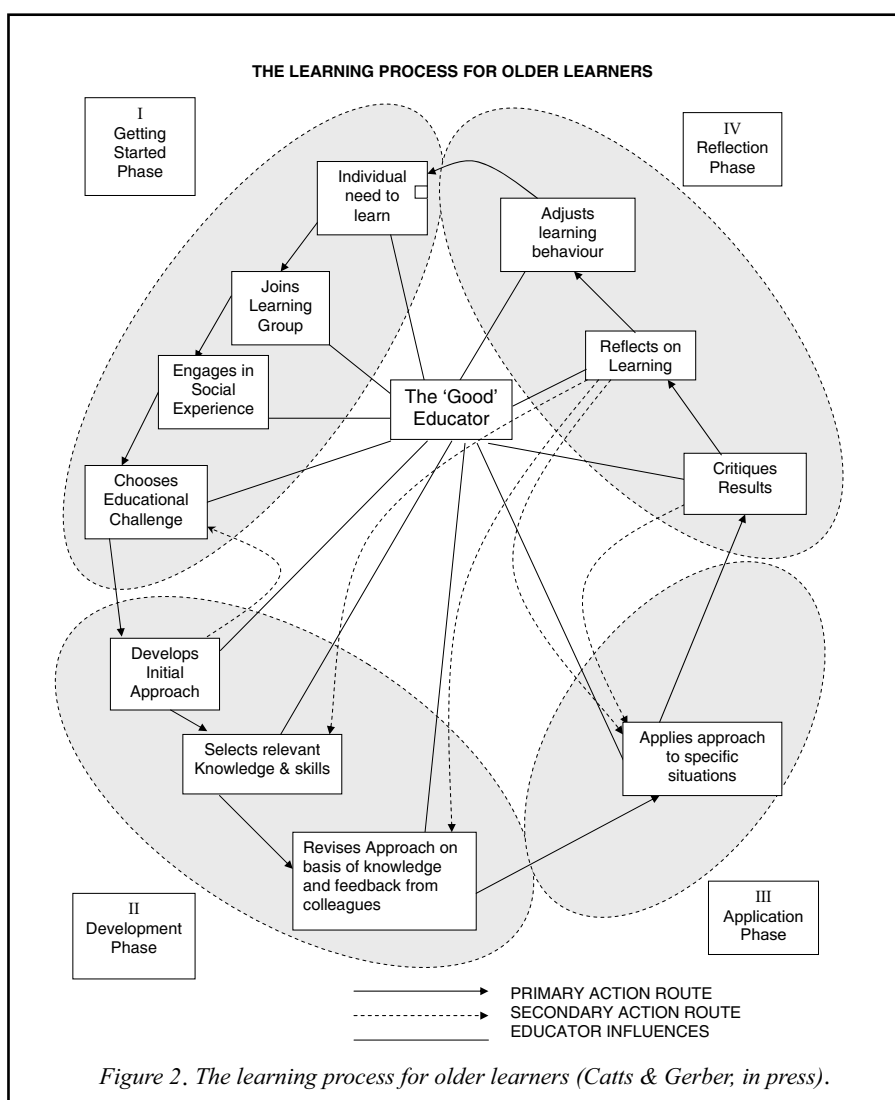 THE LEARNING PROCESS FOR OLDER LEARNERS
I
Getting
Started
Phase
IV
Reflection
Phase
Individual
need to
learn
Adjusts
learning
behaviour
Joins
Learning
Group
Reflects on
Learning
Engages in
Social
Experience
The ‘Good’
Educator
Chooses
Educational
Challenge
Critiques
Results
Develops
Initial
Approach
Selects relevant
Knowledge & skills
Applies approach
to specific
situations
Revises Approach on
basis of knowledge
and feedback from
colleagues
II
Development
Phase
III
Application
Phase
PRIMARY ACTION ROUTE
SECONDARY ACTION ROUTE
EDUCATOR INFLUENCES
Figure 2. The learning process for older learners (Catts & Gerber, in press).